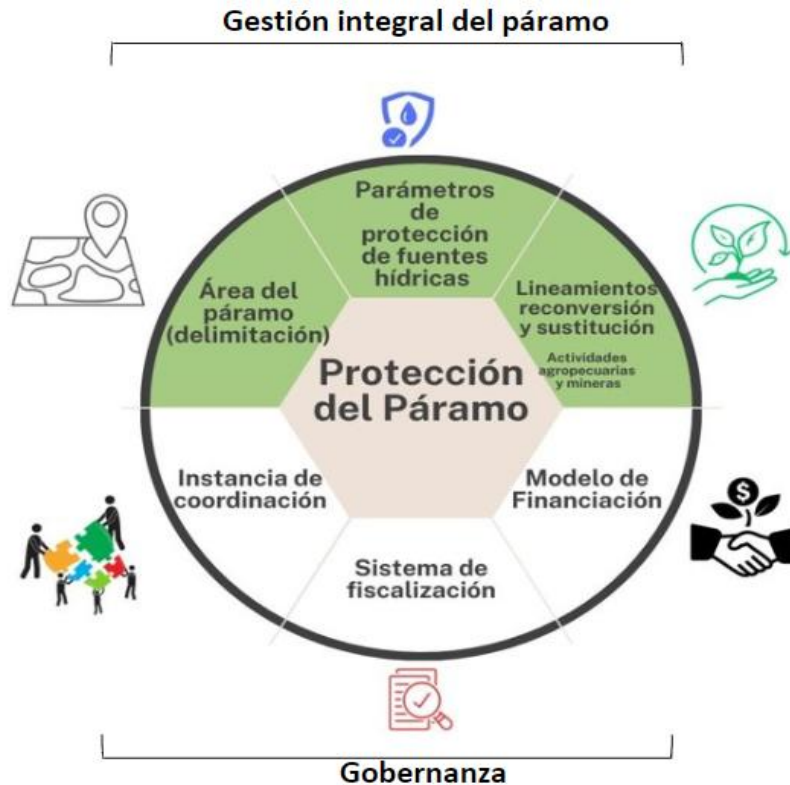 Gestión integral del páramo
Parámetros
de
protección
de fuentes
hídricas
Área del
páramo
(delimitación)
Lineamientos
reconversión
y sustitución
Actividades
agropecuarias
y mineras
Protección
del Páramo
Instancia de
coordinación
Modelo de
Financiación
$
Sistema de
fiscalización
Gobernanza